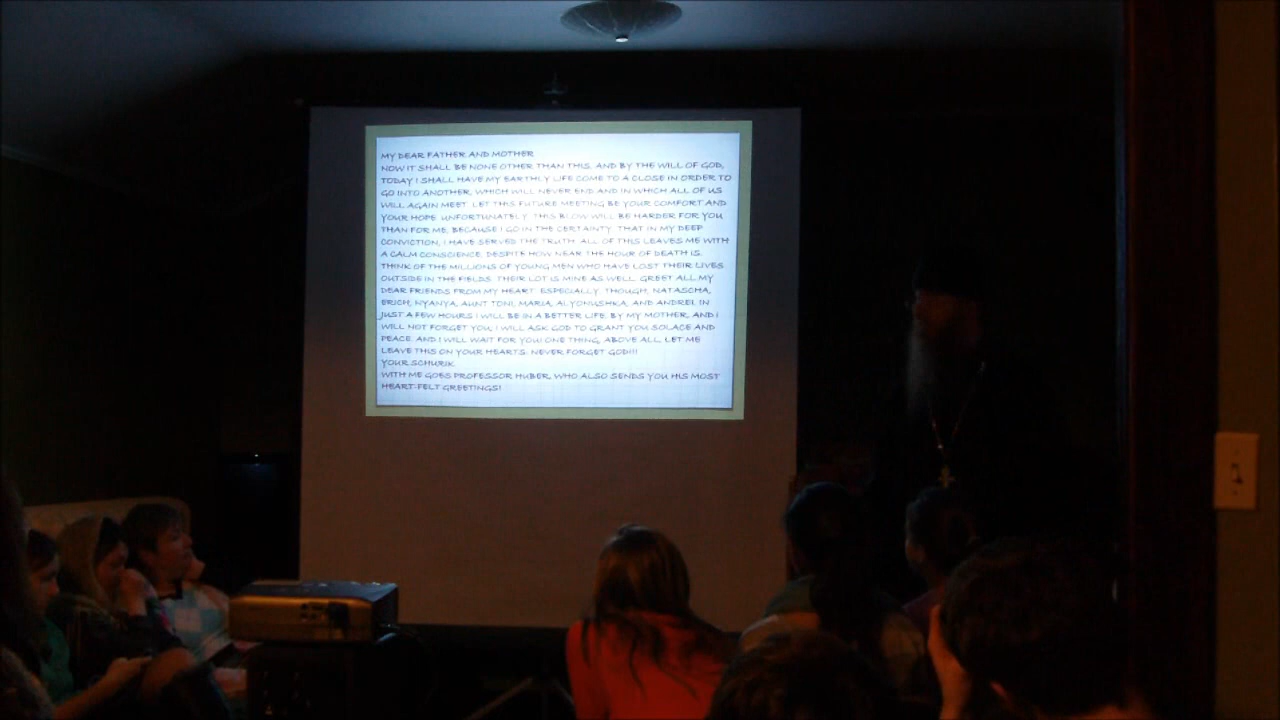 MY DEAR FATHER AND MOTHER
NOW IT SHALL BE NONE OTHER THAN THIS, AND BY THE WILL OF GOD,
TODAY I SHALL HAVE MY EARTHLY LIFE COME TO A CLOSE IN ORDER TO
GO INTO ANOTHER, WHICH WILL NEVER END AND IN WHICH ALL OF US
WILL AGAIN MEET. LET THIS FUTURE MEETING BE YOUR COMFORT AND
YOUR HOPE. UNFORTUNATELY, THIS BLOW WILL BE HARDER FOR YOU
THAN FOR ME, BECAUSE I GO IN THE CERTAINTY, THAT IN MY DEEP
CONVICTION, I HAVE SERVED THE TRUTH. ALL OF THIS LEAVES ME WITH
A CALM CONSCIENCE, DESPITE HOW NEAR THE HOUR OF DEATH IS.
THINK OF THE MILLIONS OF YOUNG MEN WHO HAVE LOST THEIR LIVES
OUTSIDE IN THE FIELDS. THEIR LOT IS MINE AS WELL. GREET ALL MY
DEAR FRIENDS FROM MY HEART. ESPECIALLY, THOUGH, NATASCHA,
ERICH, NYANYA, AUNT TONI, MARIA, ALYONUSHKA, AND ANDREI. IN
JUST A FEW HOURS I WILL BE IN A BETTER LIFE, BY MY MOTHER, AND I
WILL NOT FORGET YOU, I WILL ASK GOD TO GRANT YOU SOLACE AND
PEACE. AND I WILL WAIT FOR YOU! ONE THING, ABOVE ALL, LET ME
LEAVE THIS ON YOUR HEARTS: NEVER FORGET GOD!!!
YOUR SCHURIK.
WITH ME GOES PROFESSOR HUBER, WHO ALSO SENDS YOU HIS MOST
HEART-FELT GREETINGS!